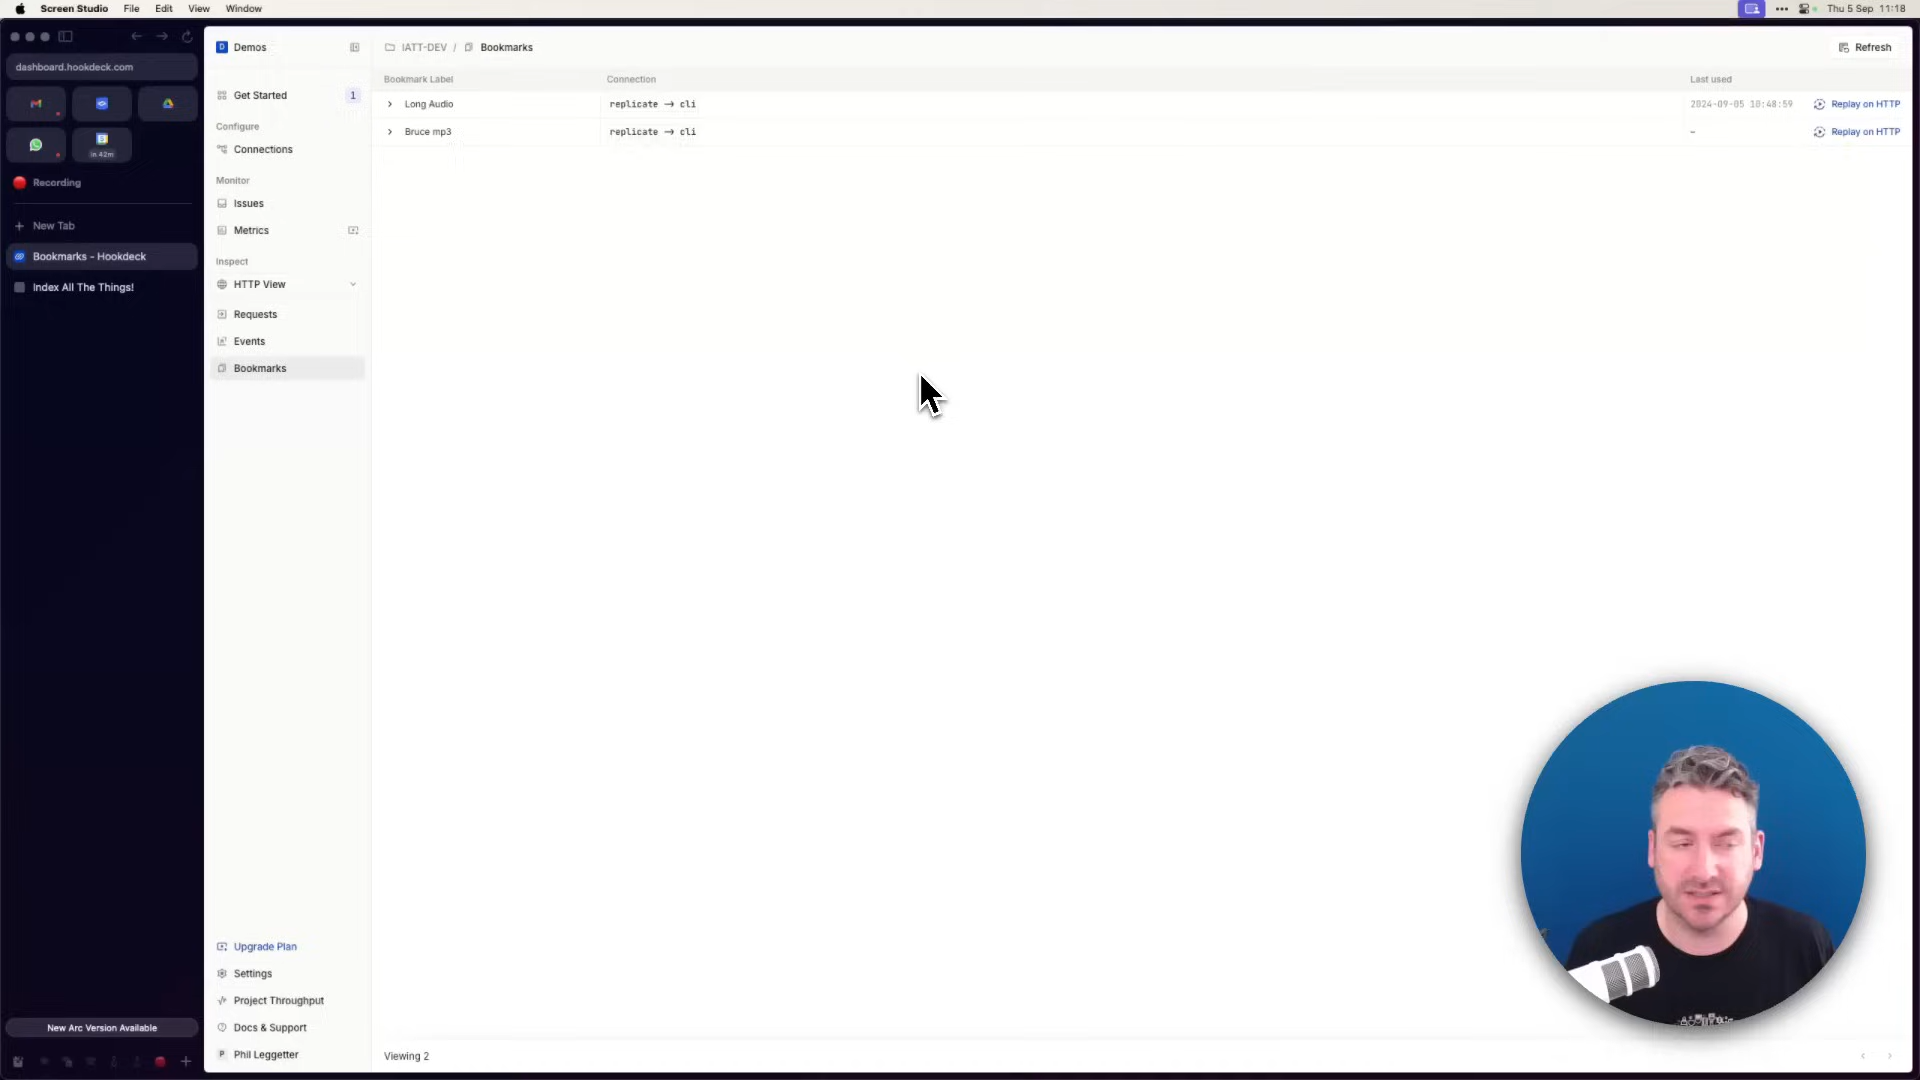 Screen Studio File Edit View Window
Thu 5 Sep 11:18
dashboard.hookdeck.com
in 42m
Recording
New Tab
Bookmarks - Hookdeck
Index All The Things!
New Arc Version Available
D Demos
Get Started 1
Configure
Connections
Monitor
Issues
Metrics
Inspect
HTTP View
Requests
Events
Bookmarks
Upgrade Plan
Settings
Project Throughput
Docs & Support
P Phil Leggetter
IATT-DEV / Bookmarks
Refresh
Bookmark Label Connection Last used
Long Audio replicate → cli 2024-09-05 10:48:59 Replay on HTTP
Bruce mp3 replicate → cli – Replay on HTTP
Viewing 2